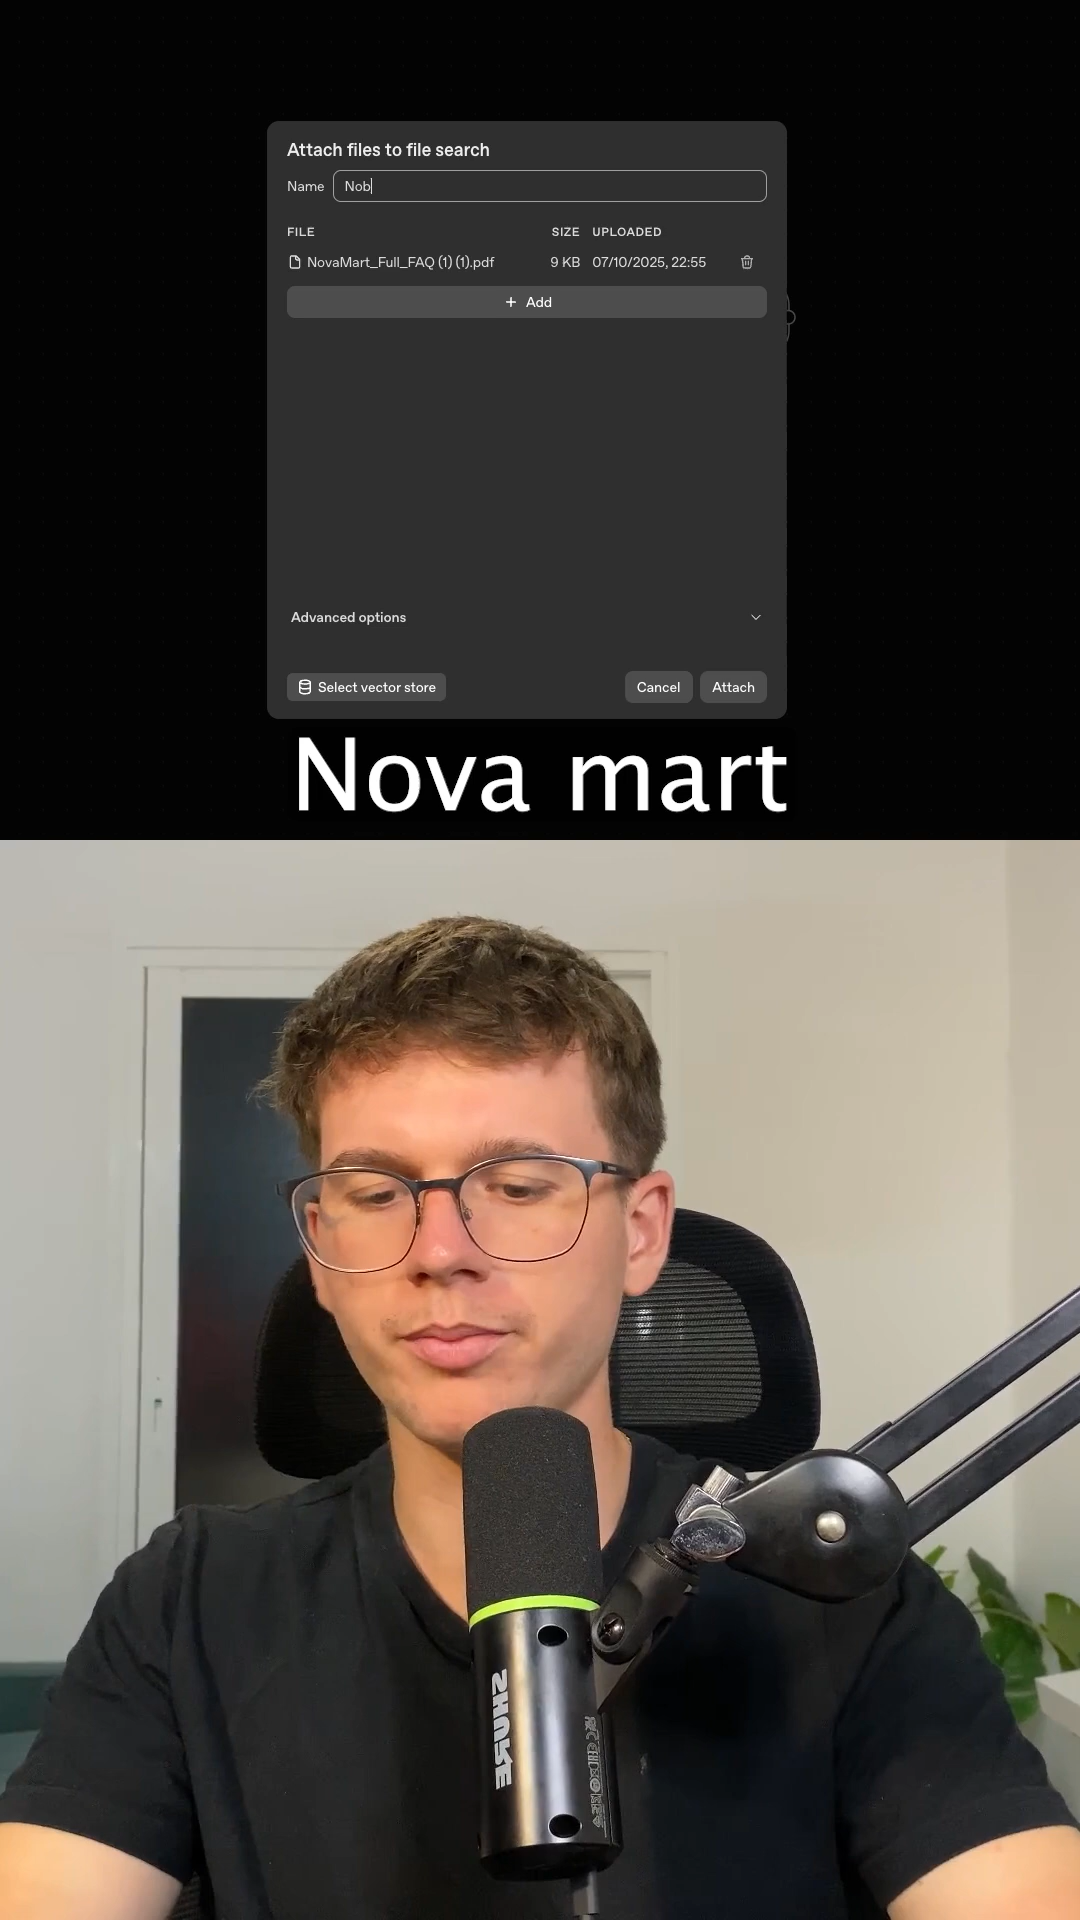 Attach files to file search
Name Nob
FILE SIZE UPLOADED
NovaMart_Full_FAQ (1) (1).pdf 9 KB 07/10/2025, 22:55
+ Add
Advanced options
Select vector store Cancel Attach
Nova mart
SHURE